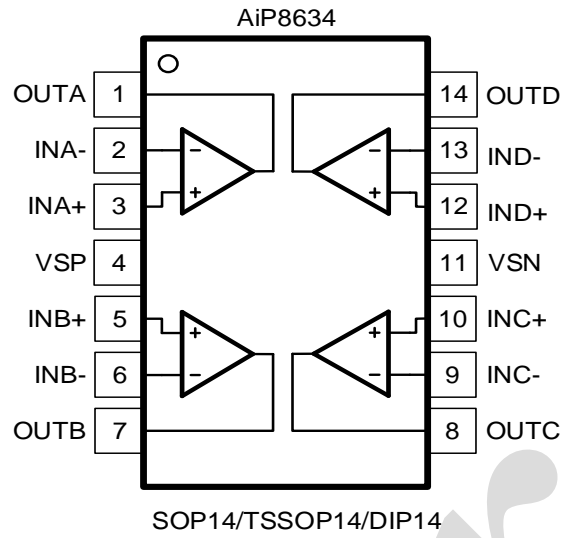 AiP8634
OUTA 1 14 OUTD
INA- 2 − − 13 IND-
INA+ 3 + + 12 IND+
VSP 4 11 VSN
INB+ 5 + + 10 INC+
INB- 6 − − 9 INC-
OUTB 7 8 OUTC
SOP14/TSSOP14/DIP14